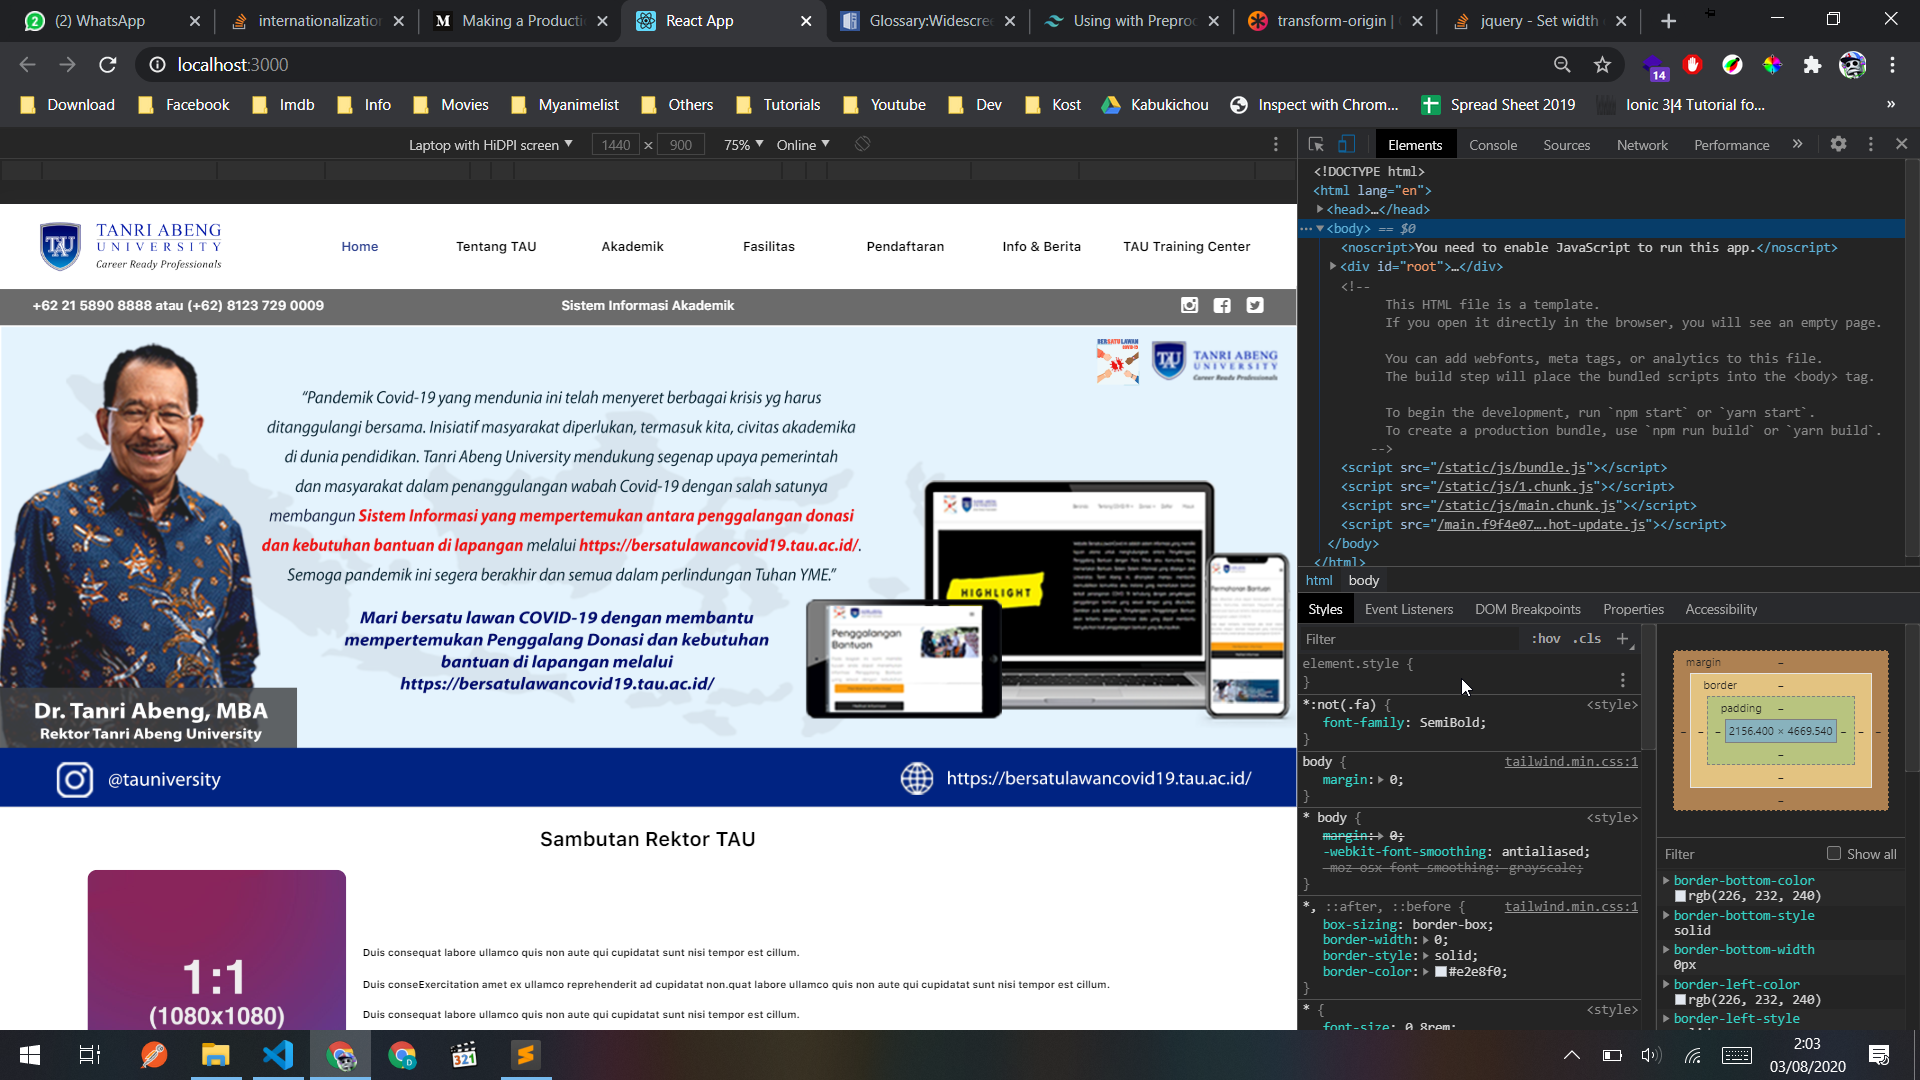 (2) WhatsApp
internationalizatio
Making a Producti
React App
Glossary:Widescree
Using with Preproc
transform-origin |
jquery - Set width
localhost:3000
14
Download
Facebook
Imdb
Info
Movies
Myanimelist
Others
Tutorials
Youtube
Dev
Kost
Kabukichou
Inspect with Chrom...
Spread Sheet 2019
Ionic 3|4 Tutorial fo...
»
Laptop with HiDPI screen
1440 × 900
75%
Online
Elements
Console
Sources
Network
Performance
»
TAU
TANRI ABENG
UNIVERSITY
Career Ready Professionals
Home
Tentang TAU
Akademik
Fasilitas
Pendaftaran
Info & Berita
TAU Training Center
+62 21 5890 8888 atau (+62) 8123 729 0009
Sistem Informasi Akademik
BERSATU LAWAN
TAU
TANRI ABENG
UNIVERSITY
Career Ready Professionals
“Pandemik Covid-19 yang mendunia ini telah menyeret berbagai krisis yg harus
ditanggulangi bersama. Inisiatif masyarakat diperlukan, termasuk kita, civitas akademika
di dunia pendidikan. Tanri Abeng University mendukung segenap upaya pemerintah
dan masyarakat dalam penanggulangan wabah Covid-19 dengan salah satunya
membangun Sistem Informasi yang mempertemukan antara penggalangan donasi
dan kebutuhan bantuan di lapangan melalui https://bersatulawancovid19.tau.ac.id/.
Semoga pandemik ini segera berakhir dan semua dalam perlindungan Tuhan YME.”
Mari bersatu lawan COVID-19 dengan membantu
mempertemukan Penggalang Donasi dan kebutuhan
bantuan di lapangan melalui
https://bersatulawancovid19.tau.ac.id/
HIGHLIGHT
Penggalangan
Bantuan
Permohonan
Bantuan
Dr. Tanri Abeng, MBA
Rektor Tanri Abeng University
@tauniversity
https://bersatulawancovid19.tau.ac.id/
Sambutan Rektor TAU
1:1
(1080x1080)
Duis consequat labore ullamco quis non aute qui cupidatat sunt nisi tempor est cillum.
Duis conseExercitation amet ex ullamco reprehenderit ad cupidatat non.quat labore ullamco quis non aute qui cupidatat sunt nisi tempor est cillum.
Duis consequat labore ullamco quis non aute qui cupidatat sunt nisi tempor est cillum.
<!DOCTYPE html>
<html lang="en">
<head>…</head>
<body> == $0
<noscript>You need to enable JavaScript to run this app.</noscript>
<div id="root">…</div>
<!--
This HTML file is a template.
If you open it directly in the browser, you will see an empty page.
You can add webfonts, meta tags, or analytics to this file.
The build step will place the bundled scripts into the <body> tag.
To begin the development, run `npm start` or `yarn start`.
To create a production bundle, use `npm run build` or `yarn build`.
-->
<script src="/static/js/bundle.js"></script>
<script src="/static/js/1.chunk.js"></script>
<script src="/static/js/main.chunk.js"></script>
<script src="/main.f9f4e07….hot-update.js"></script>
</body>
</html>
html body
Styles
Event Listeners
DOM Breakpoints
Properties
Accessibility
Filter
:hov .cls +
element.style {
}
*:not(.fa) { <style>
font-family: SemiBold;
}
body { tailwind.min.css:1
margin: 0;
}
* body { <style>
margin: 0;
-webkit-font-smoothing: antialiased;
-moz-osx-font-smoothing: grayscale;
}
*, ::after, ::before { tailwind.min.css:1
box-sizing: border-box;
border-width: 0;
border-style: solid;
border-color: #e2e8f0;
}
* { <style>
font-size: 0.8rem;
margin –
border –
padding –
2156.400 × 4669.540
Filter
Show all
border-bottom-color
rgb(226, 232, 240)
border-bottom-style
solid
border-bottom-width
0px
border-left-color
rgb(226, 232, 240)
border-left-style
321
2:03
03/08/2020